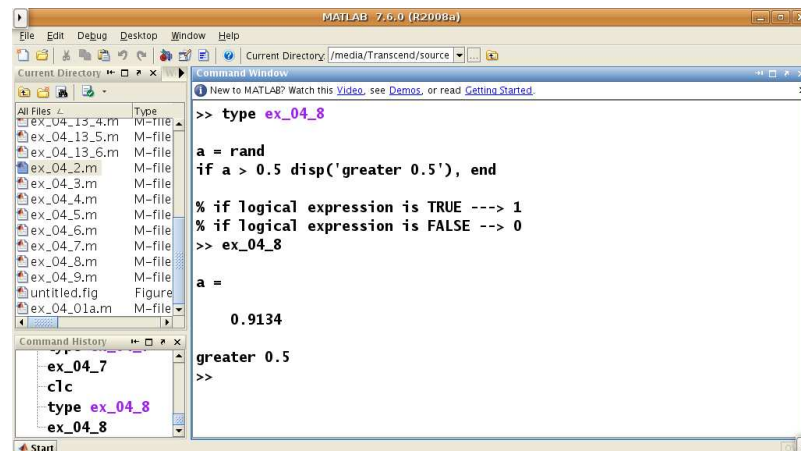 MATLAB 7.6.0 (R2008a)
File Edit Debug Desktop Window Help
Current Directory: /media/Transcend/source
Current Directory
All Files Type
ex_04_13_4.m M-file
ex_04_13_5.m M-file
ex_04_13_6.m M-file
ex_04_2.m M-file
ex_04_3.m M-file
ex_04_4.m M-file
ex_04_5.m M-file
ex_04_6.m M-file
ex_04_7.m M-file
ex_04_8.m M-file
ex_04_9.m M-file
untitled.fig Figure
ex_04_01a.m M-file
Command History
ex_04_7
clc
type ex_04_8
ex_04_8
Start
Command Window
New to MATLAB? Watch this Video, see Demos, or read Getting Started.
>> type ex_04_8
a = rand
if a > 0.5 disp('greater 0.5'), end
% if logical expression is TRUE ---> 1
% if logical expression is FALSE --> 0
>> ex_04_8
a =
0.9134
greater 0.5
>>